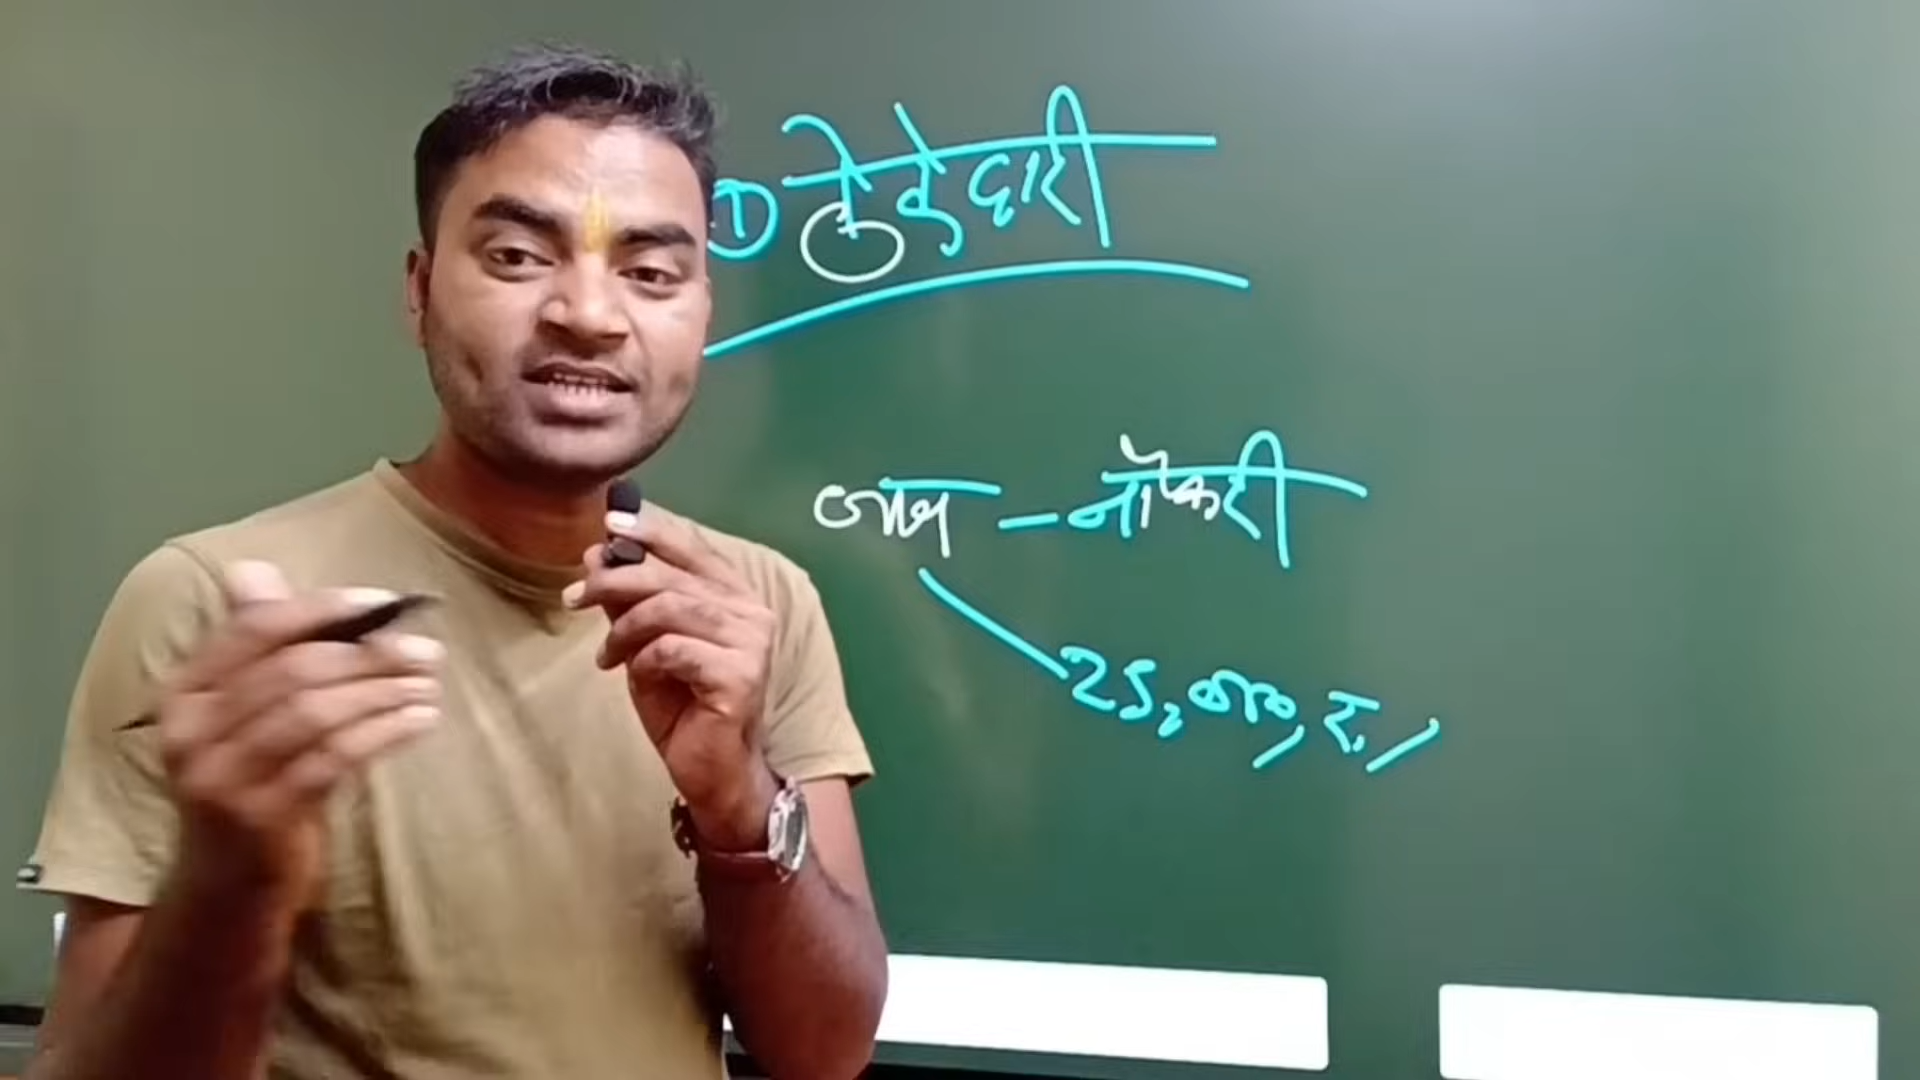 ① ठेकेदारी
जाब - नौकरी
25,000, रु/